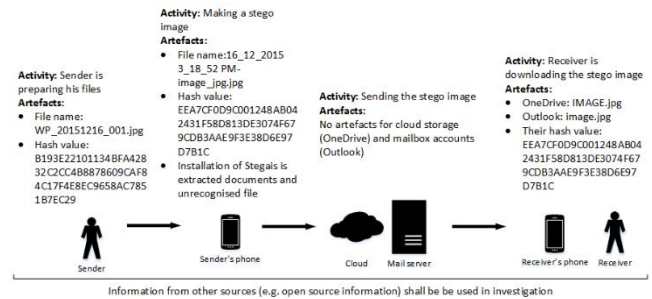 Activity: Sender is
preparing his files
Artefacts:
• File name:
WP_20151216_001.jpg
• Hash value:
B193E22101134BFA428
32C2CC4B8878609CAF8
4C17F4E8EC9658AC785
1B7EC29
Sender
Activity: Making a stego
image
Artefacts:
• File name:16_12_2015
3_18_52 PM-
image_jpg.jpg
• Hash value:
EEA7CF0D9C001248AB04
2431F58D813DE3074F67
9CDB3AAE9F3E38D6E97
D7B1C
• Installation of Stegais is
extracted documents and
unrecognised file
Sender's phone
Activity: Sending the stego image
Artefacts:
No artefacts for cloud storage
(OneDrive) and mailbox accounts
(Outlook)
Cloud
Mail server
Activity: Receiver is
downloading the stego image
Artefacts:
• OneDrive: IMAGE.jpg
• Outlook: image.jpg
• Their hash value:
EEA7CF0D9C001248AB04
2431F58D813DE3074F67
9CDB3AAE9F3E38D6E97
D7B1C
Receiver's phone
Receiver
Information from other sources (e.g. open source information) shall be be used in investigation